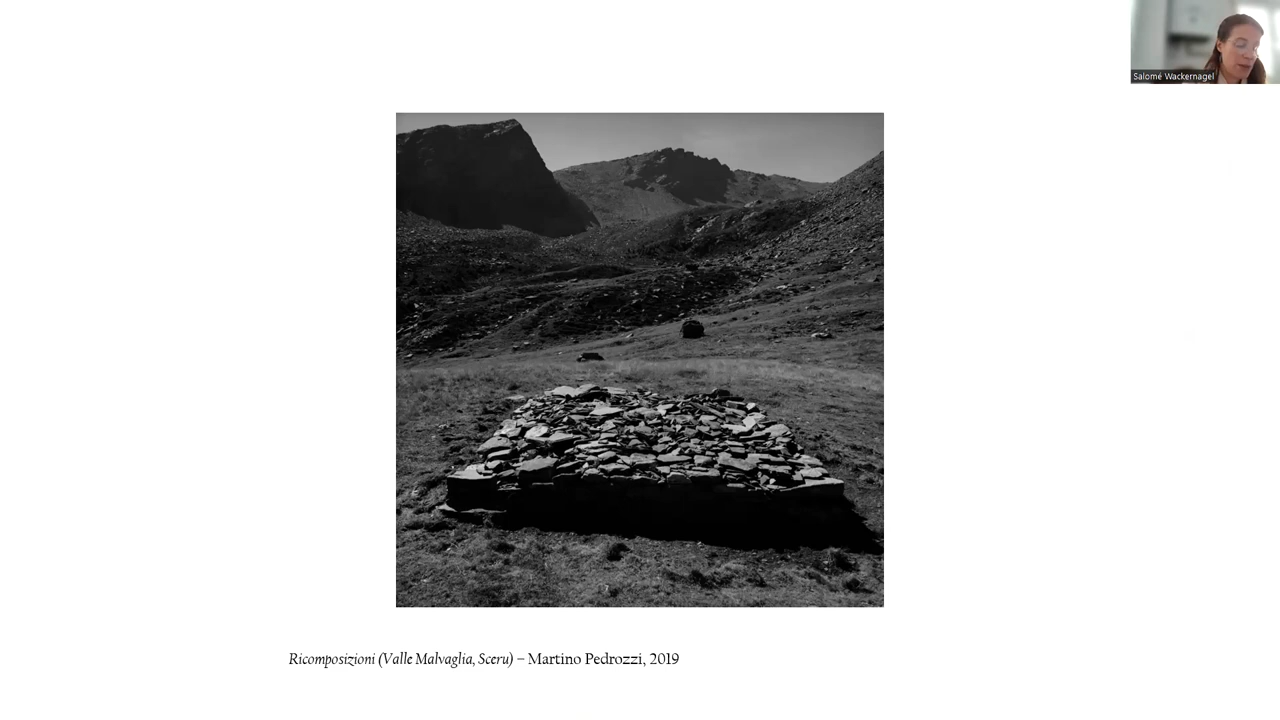 Salomé Wackernagel
Ricomposizioni (Valle Malvaglia, Sceru) – Martino Pedrozzi, 2019